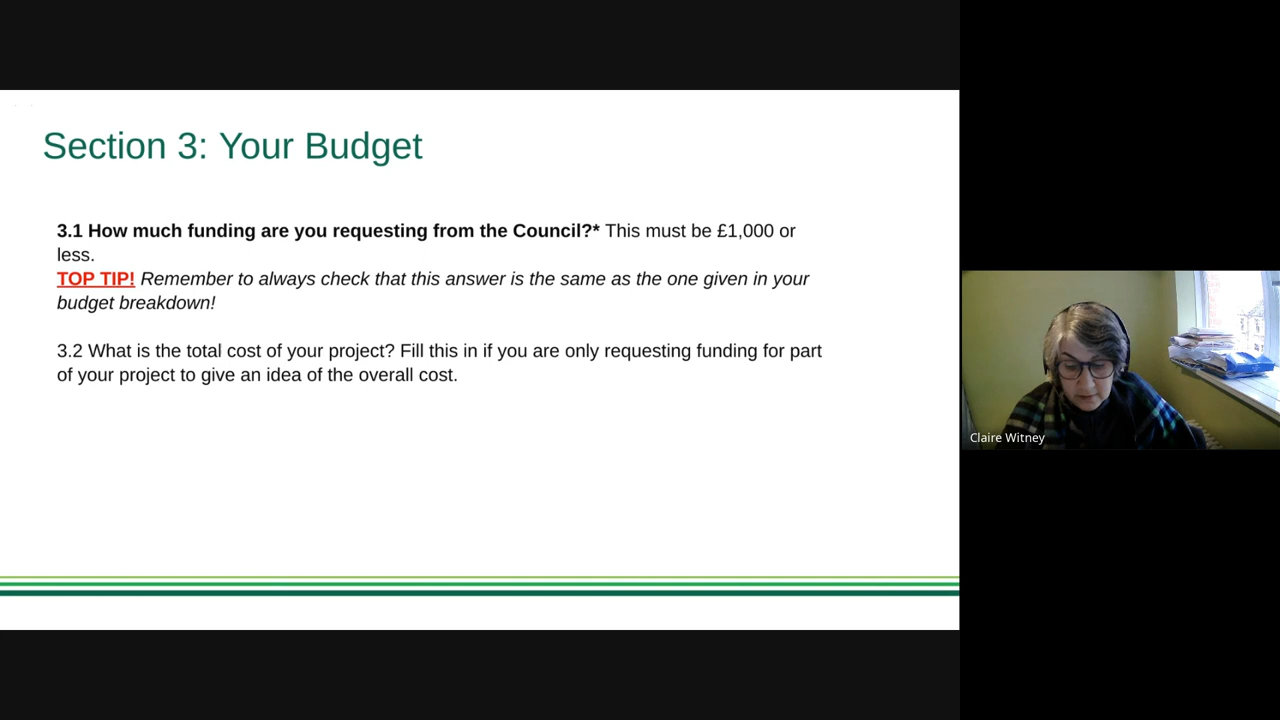 Section 3: Your Budget
3.1 How much funding are you requesting from the Council?* This must be £1,000 or
less.
TOP TIP! Remember to always check that this answer is the same as the one given in your
budget breakdown!
3.2 What is the total cost of your project? Fill this in if you are only requesting funding for part
of your project to give an idea of the overall cost.
Claire Witney